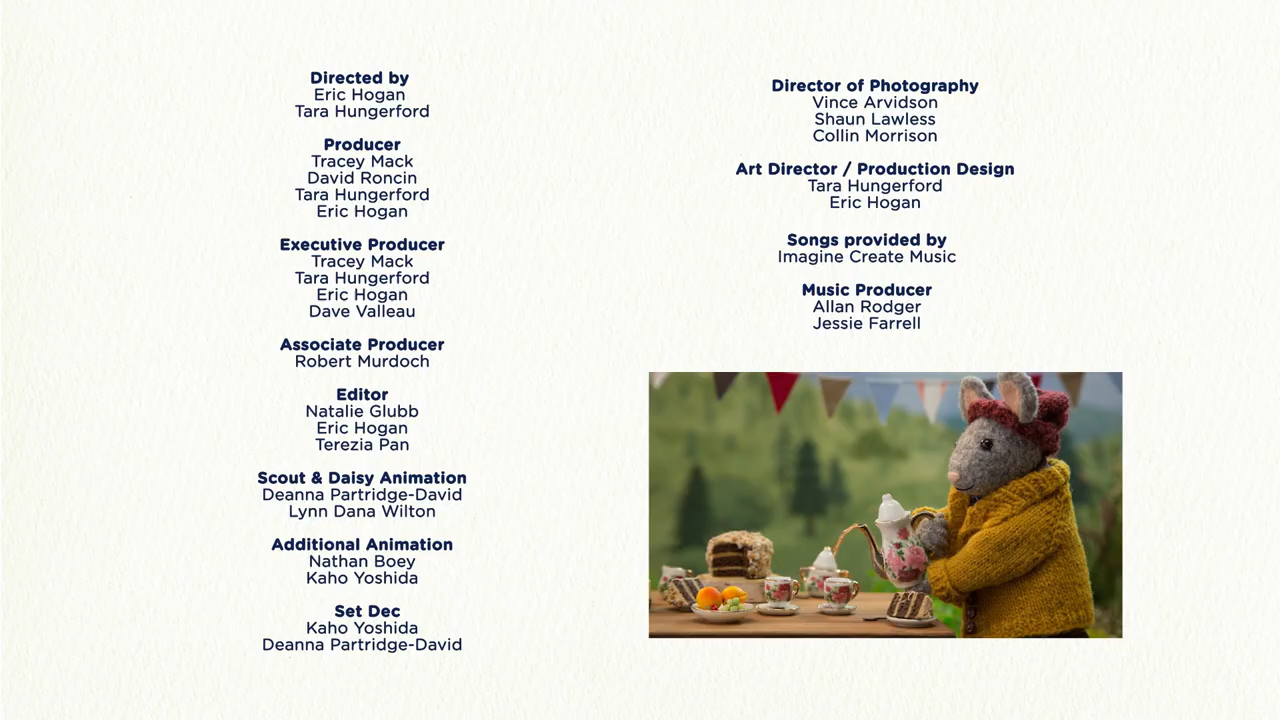 Directed by
Eric Hogan
Tara Hungerford
Producer
Tracey Mack
David Roncin
Tara Hungerford
Eric Hogan
Executive Producer
Tracey Mack
Tara Hungerford
Eric Hogan
Dave Valleau
Associate Producer
Robert Murdoch
Editor
Natalie Glubb
Eric Hogan
Terezia Pan
Scout & Daisy Animation
Deanna Partridge-David
Lynn Dana Wilton
Additional Animation
Nathan Boey
Kaho Yoshida
Set Dec
Kaho Yoshida
Deanna Partridge-David
Director of Photography
Vince Arvidson
Shaun Lawless
Collin Morrison
Art Director / Production Design
Tara Hungerford
Eric Hogan
Songs provided by
Imagine Create Music
Music Producer
Allan Rodger
Jessie Farrell